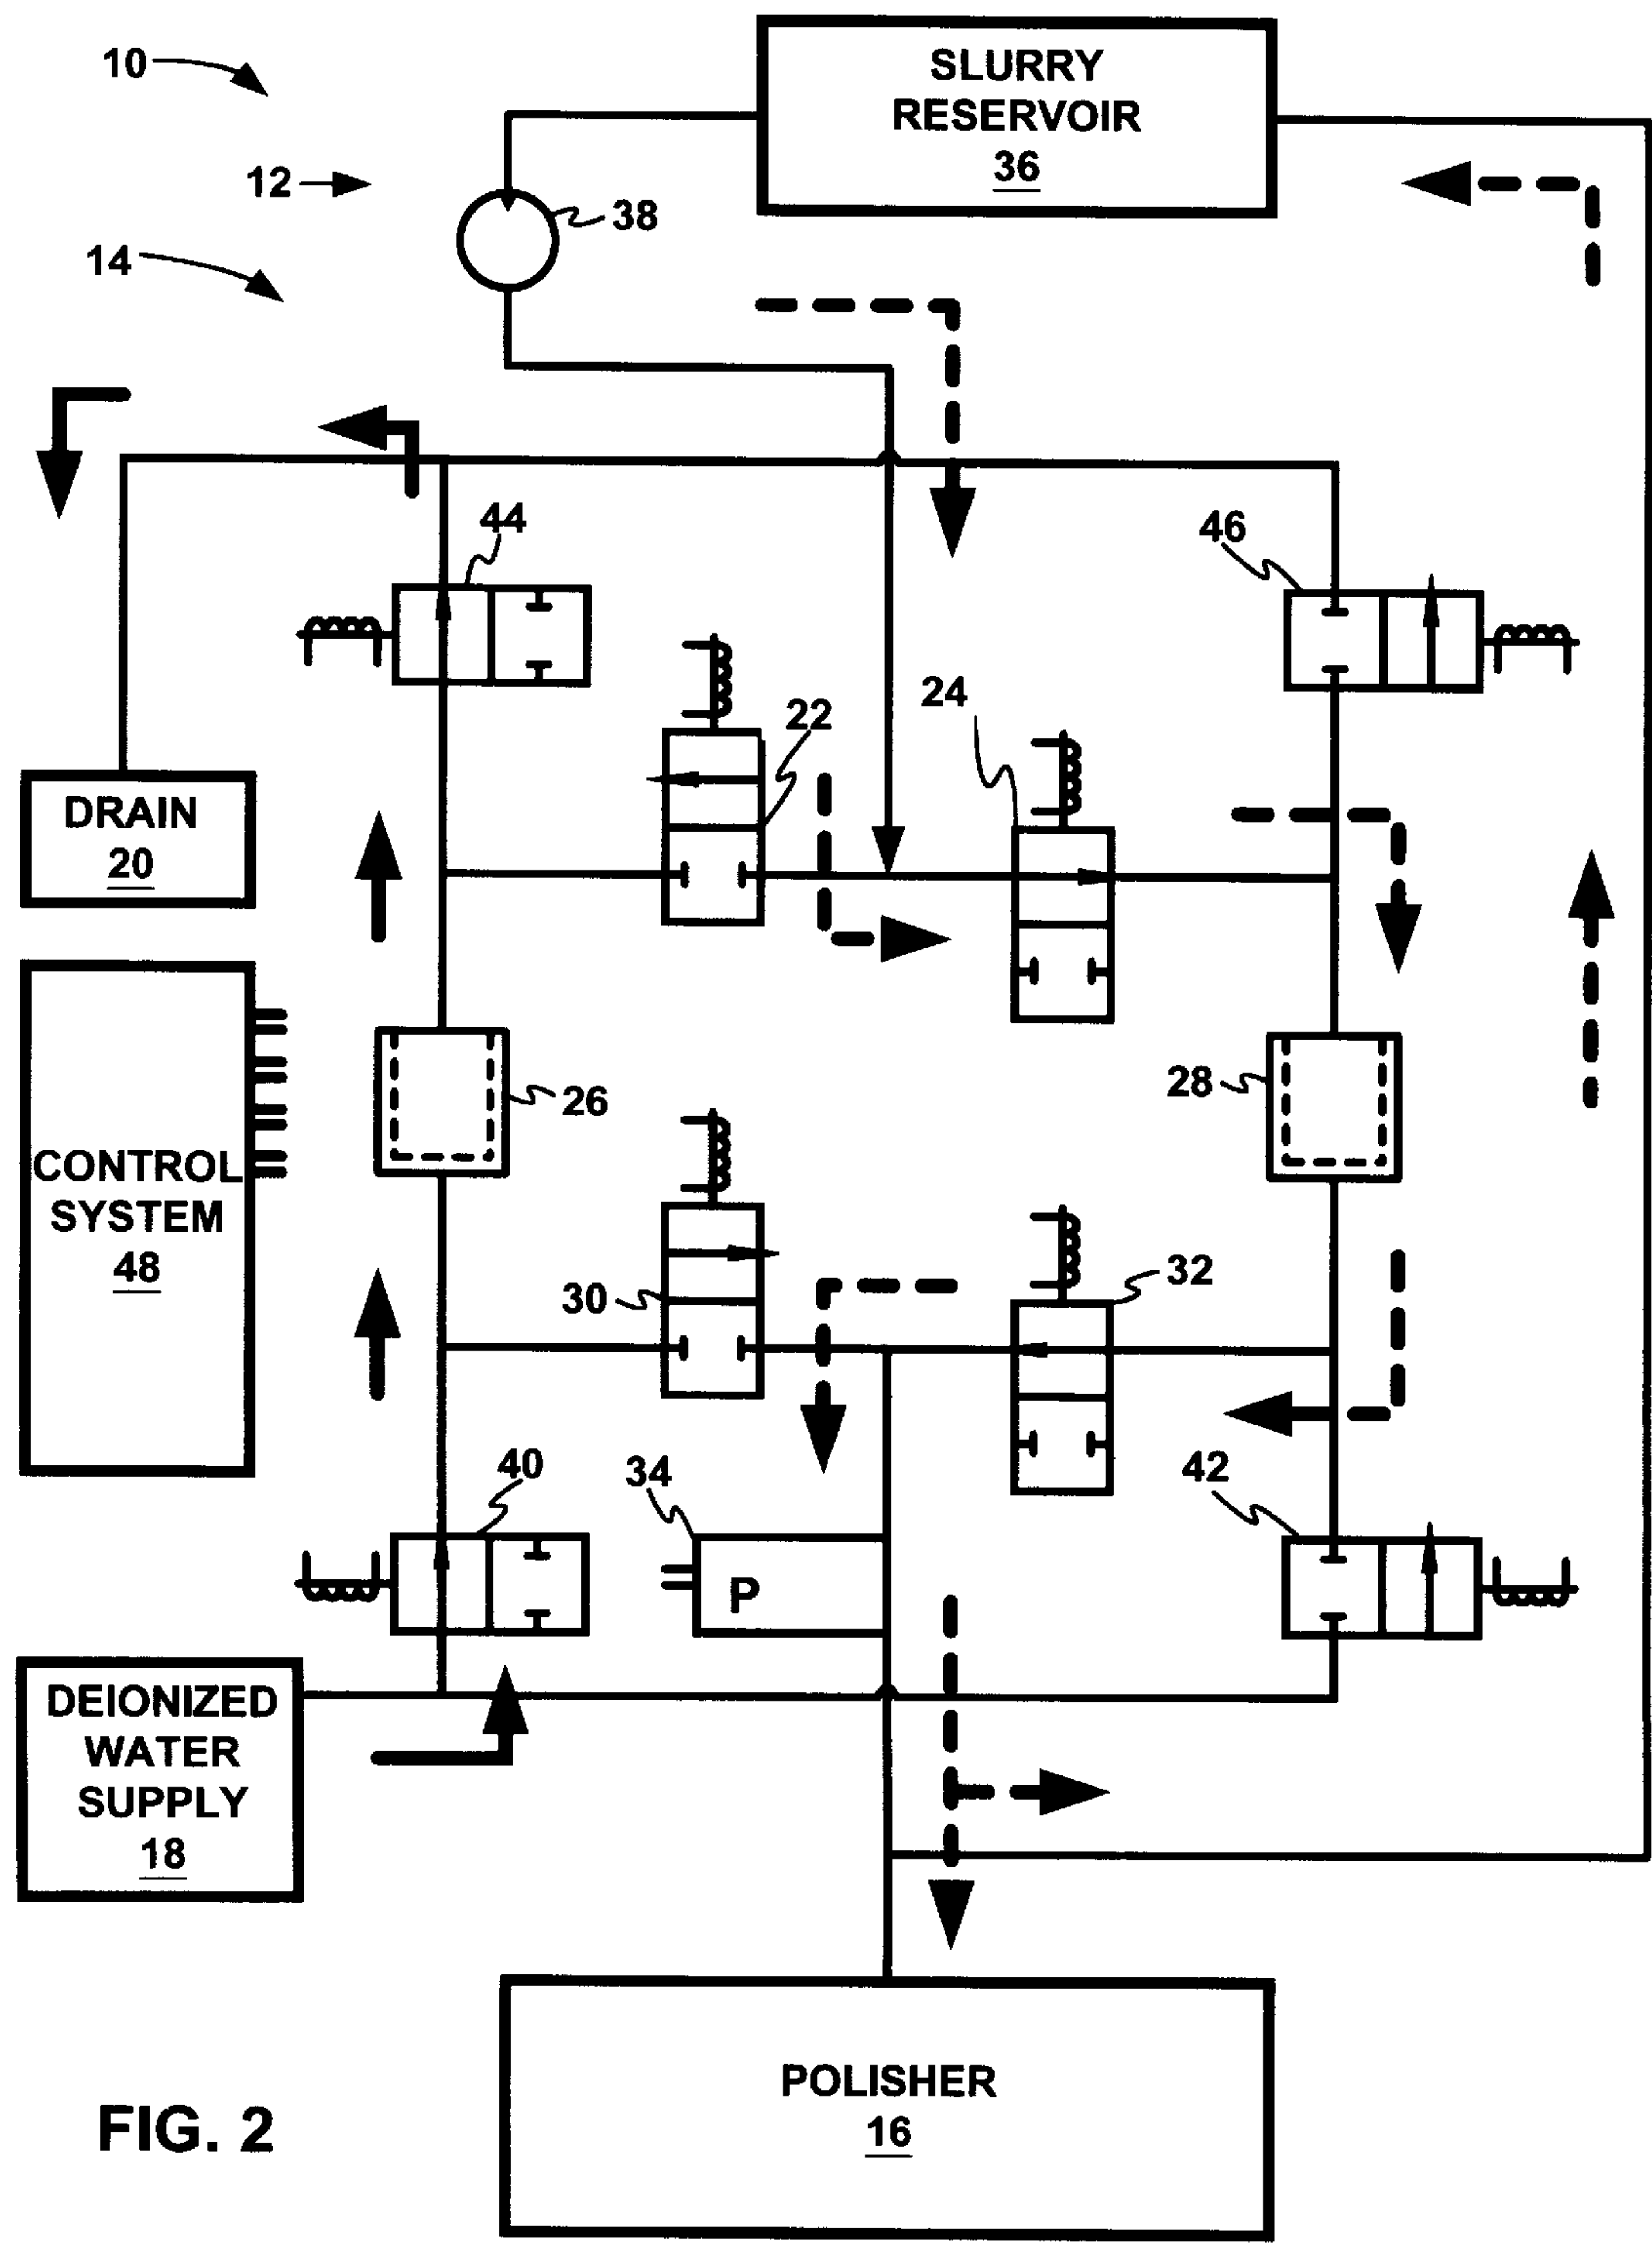 10
SLURRY
RESERVOIR
36
12
38
14
44
46
22
24
DRAIN
20
26
28
CONTROL
SYSTEM
48
30
32
40
34
42
P
DEIONIZED
WATER
SUPPLY
18
POLISHER
16
FIG. 2